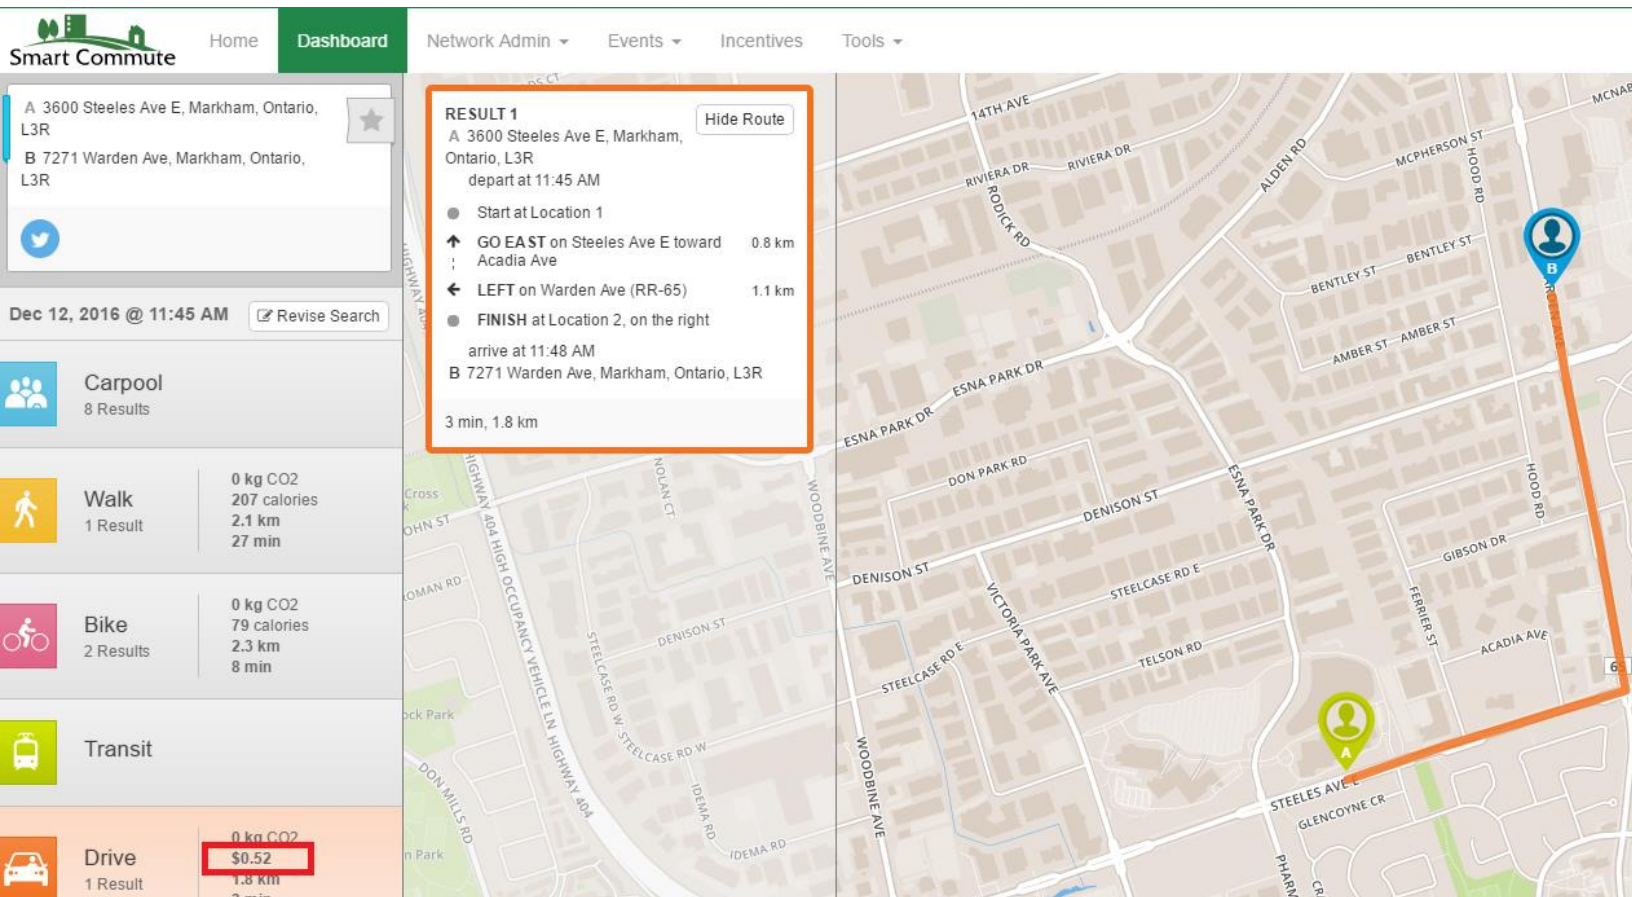 Smart Commute
Home
Dashboard
Network Admin
Events
Incentives
Tools
A 3600 Steeles Ave E, Markham, Ontario,
L3R
B 7271 Warden Ave, Markham, Ontario,
L3R
Dec 12, 2016 @ 11:45 AM
Revise Search
Carpool
8 Results
Walk
1 Result
0 kg CO2
207 calories
2.1 km
27 min
Bike
2 Results
0 kg CO2
79 calories
2.3 km
8 min
Transit
Drive
1 Result
0 kg CO2
$0.52
1.8 km
RESULT 1
Hide Route
A 3600 Steeles Ave E, Markham,
Ontario, L3R
depart at 11:45 AM
Start at Location 1
GO EAST on Steeles Ave E toward 0.8 km
Acadia Ave
LEFT on Warden Ave (RR-65) 1.1 km
FINISH at Location 2, on the right
arrive at 11:48 AM
B 7271 Warden Ave, Markham, Ontario, L3R
3 min, 1.8 km
14TH AVE
RIVIERA DR
RIVIERA DR
RODICK RD
ALDEN RD
MCPHERSON ST
HOOD RD
BENTLEY ST
BENTLEY ST
B
AMBER ST
AMBER ST
ESNA PARK DR
ESNA PARK DR
DON PARK RD
DENISON ST
ESNA PARK DR
HOOD RD
GIBSON DR
DENISON ST
STEELCASE RD E
VICTORIA PARK AVE
FERRIER ST
ACADIA AVE
TELSON RD
STEELCASE RD E
A
STEELES AVE E
GLENCOYNE CR
WOODBINE AVE
WOODBINE AVE
NOLAN CT
Cross
HIGHWAY 404 HIGH OCCUPANCY VEHICLE LN
HIGHWAY 404
DENISON ST
STEELCASE RD W
STEELCASE RD W
IDEMA RD
IDEMA RD
DON MILLS RD